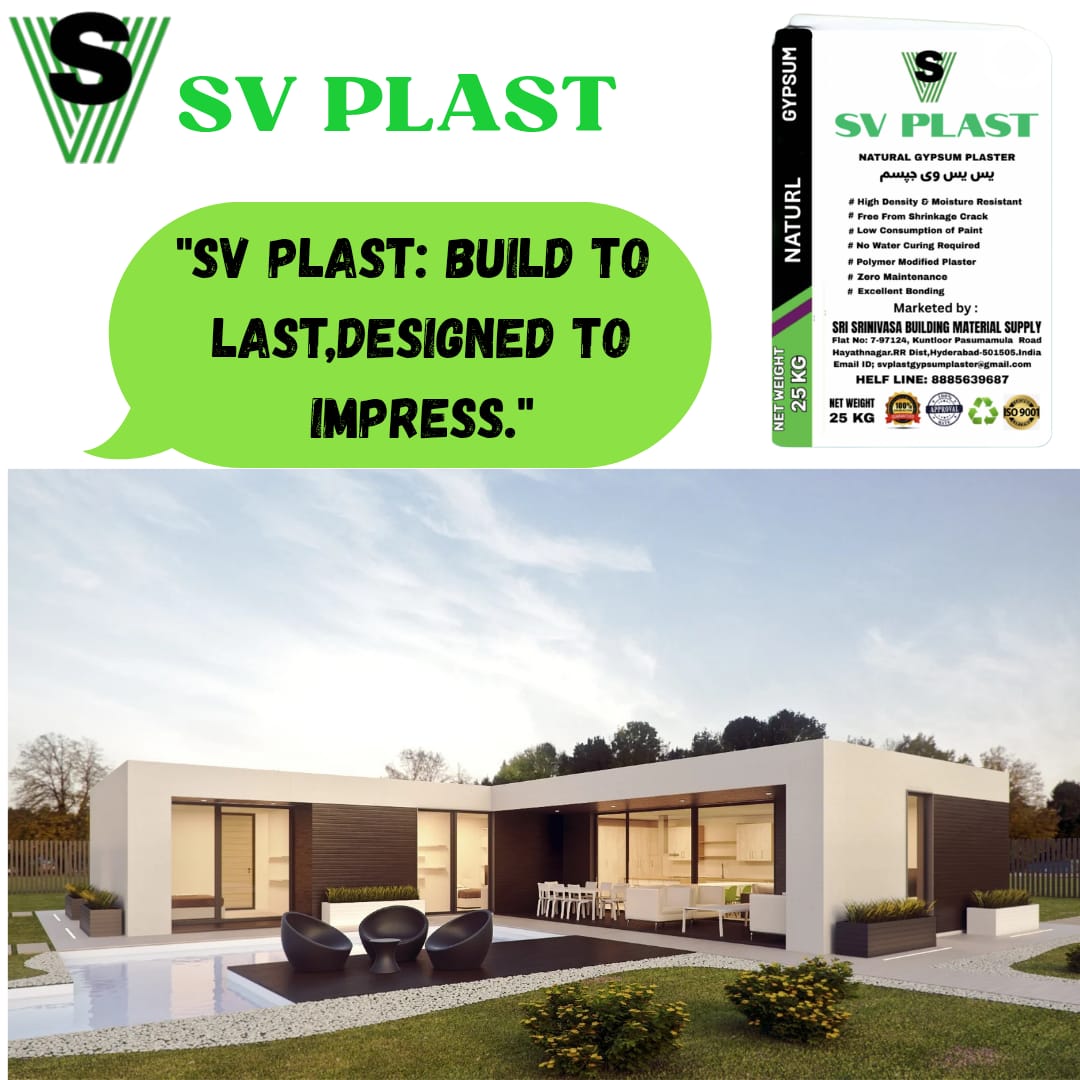 S
V
SV PLAST
"SV PLAST: BUILD TO
LAST,DESIGNED TO
IMPRESS."
NATURL GYPSUM
NET WEIGHT
25 KG
S
V
SV PLAST
NATURAL GYPSUM PLASTER
یس یس وی جپسم
# High Density & Moisture Resistant
# Free From Shrinkage Crack
# Low Consumption of Paint
# No Water Curing Required
# Polymer Modified Plaster
# Zero Maintenance
# Excellent Bonding
Marketed by :
SRI SRINIVASA BUILDING MATERIAL SUPPLY
Flat No: 7-97124, Kuntloor Pasumamula Road
Hayathnagar.RR Dist,Hyderabad-501505.India
Email ID; svplastgypsumplaster@gmail.com
HELF LINE: 8885639687
NET WEIGHT
25 KG
100%
APPROVAL
ISO 9001